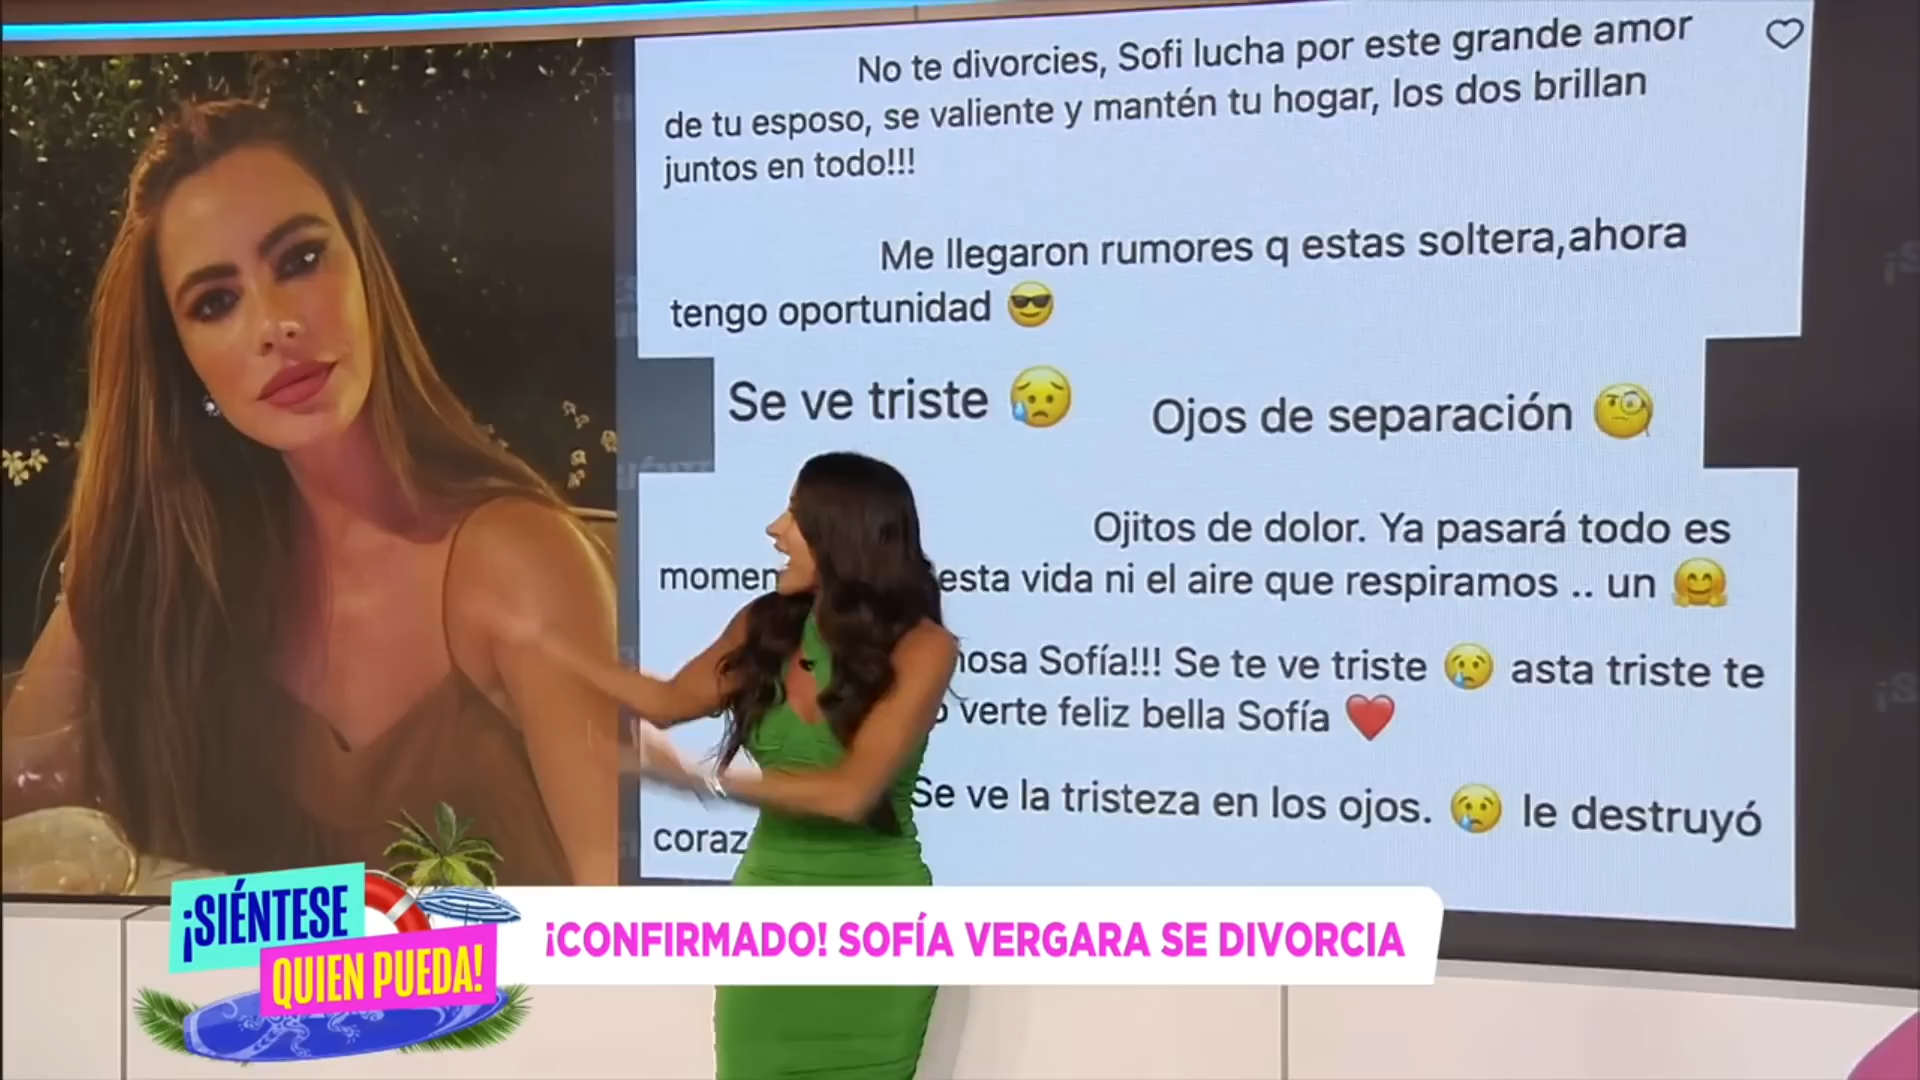 No te divorcies, Sofi lucha por este grande amor
de tu esposo, se valiente y mantén tu hogar, los dos brillan
juntos en todo!!!
Me llegaron rumores q estas soltera,ahora
tengo oportunidad 😎
Se ve triste 😥
Ojos de separación 🧐
Ojitos de dolor. Ya pasará todo es
esta vida ni el aire que respiramos .. un 🤗
Sofía!!! Se te ve triste 😢 asta triste te
verte feliz bella Sofía ❤️
Se ve la tristeza en los ojos. 😢 le destruyó
¡SIÉNTESE
QUIEN PUEDA!
¡CONFIRMADO! SOFÍA VERGARA SE DIVORCIA